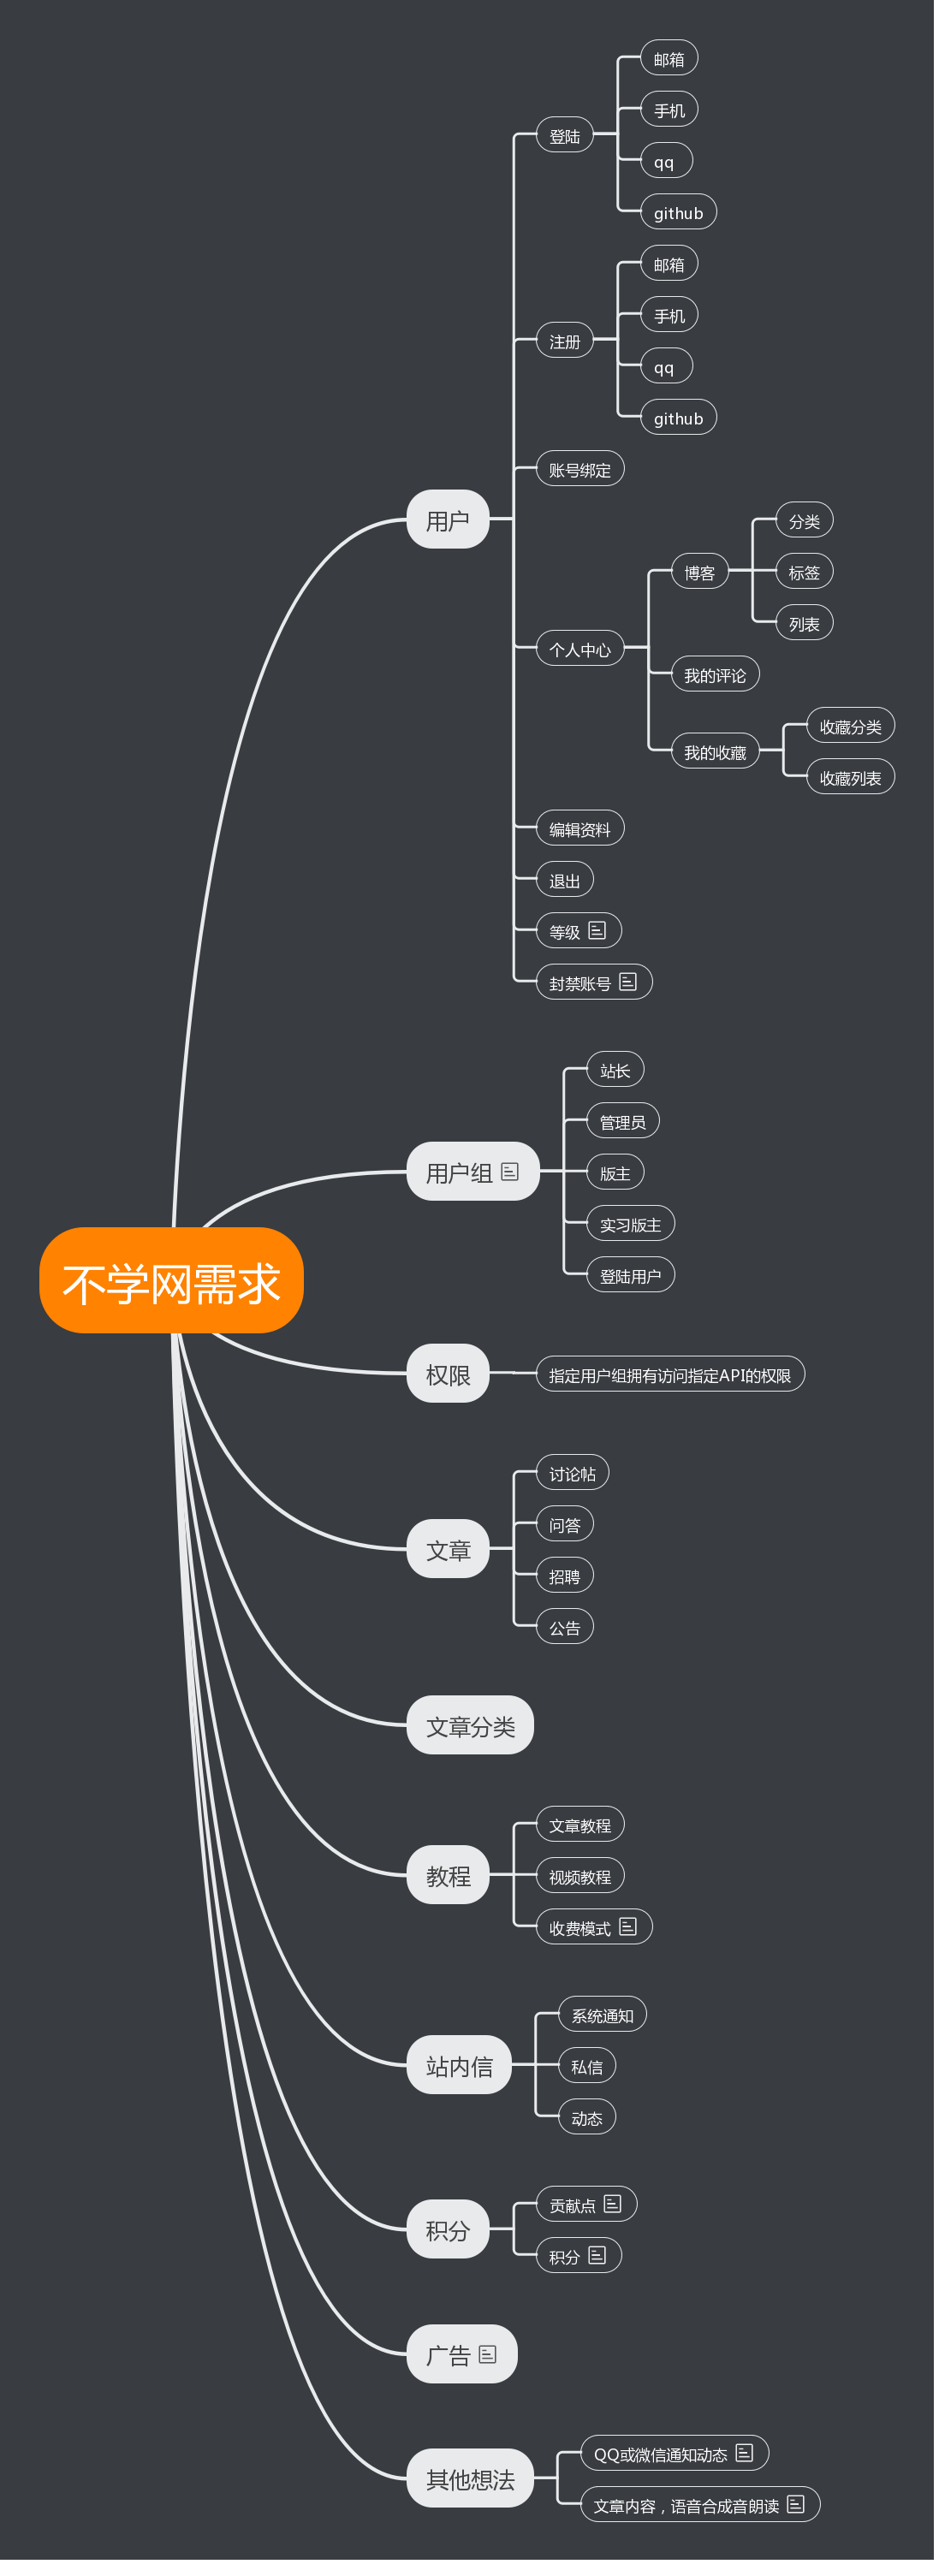 不学网需求
用户
登陆
邮箱
手机
qq
github
注册
邮箱
手机
qq
github
账号绑定
个人中心
博客
分类
标签
列表
我的评论
我的收藏
收藏分类
收藏列表
编辑资料
退出
等级
封禁账号
用户组
站长
管理员
版主
实习版主
登陆用户
权限
指定用户组拥有访问指定API的权限
文章
讨论帖
问答
招聘
公告
文章分类
教程
文章教程
视频教程
收费模式
站内信
系统通知
私信
动态
积分
贡献点
积分
广告
其他想法
QQ或微信通知动态
文章内容，语音合成音朗读